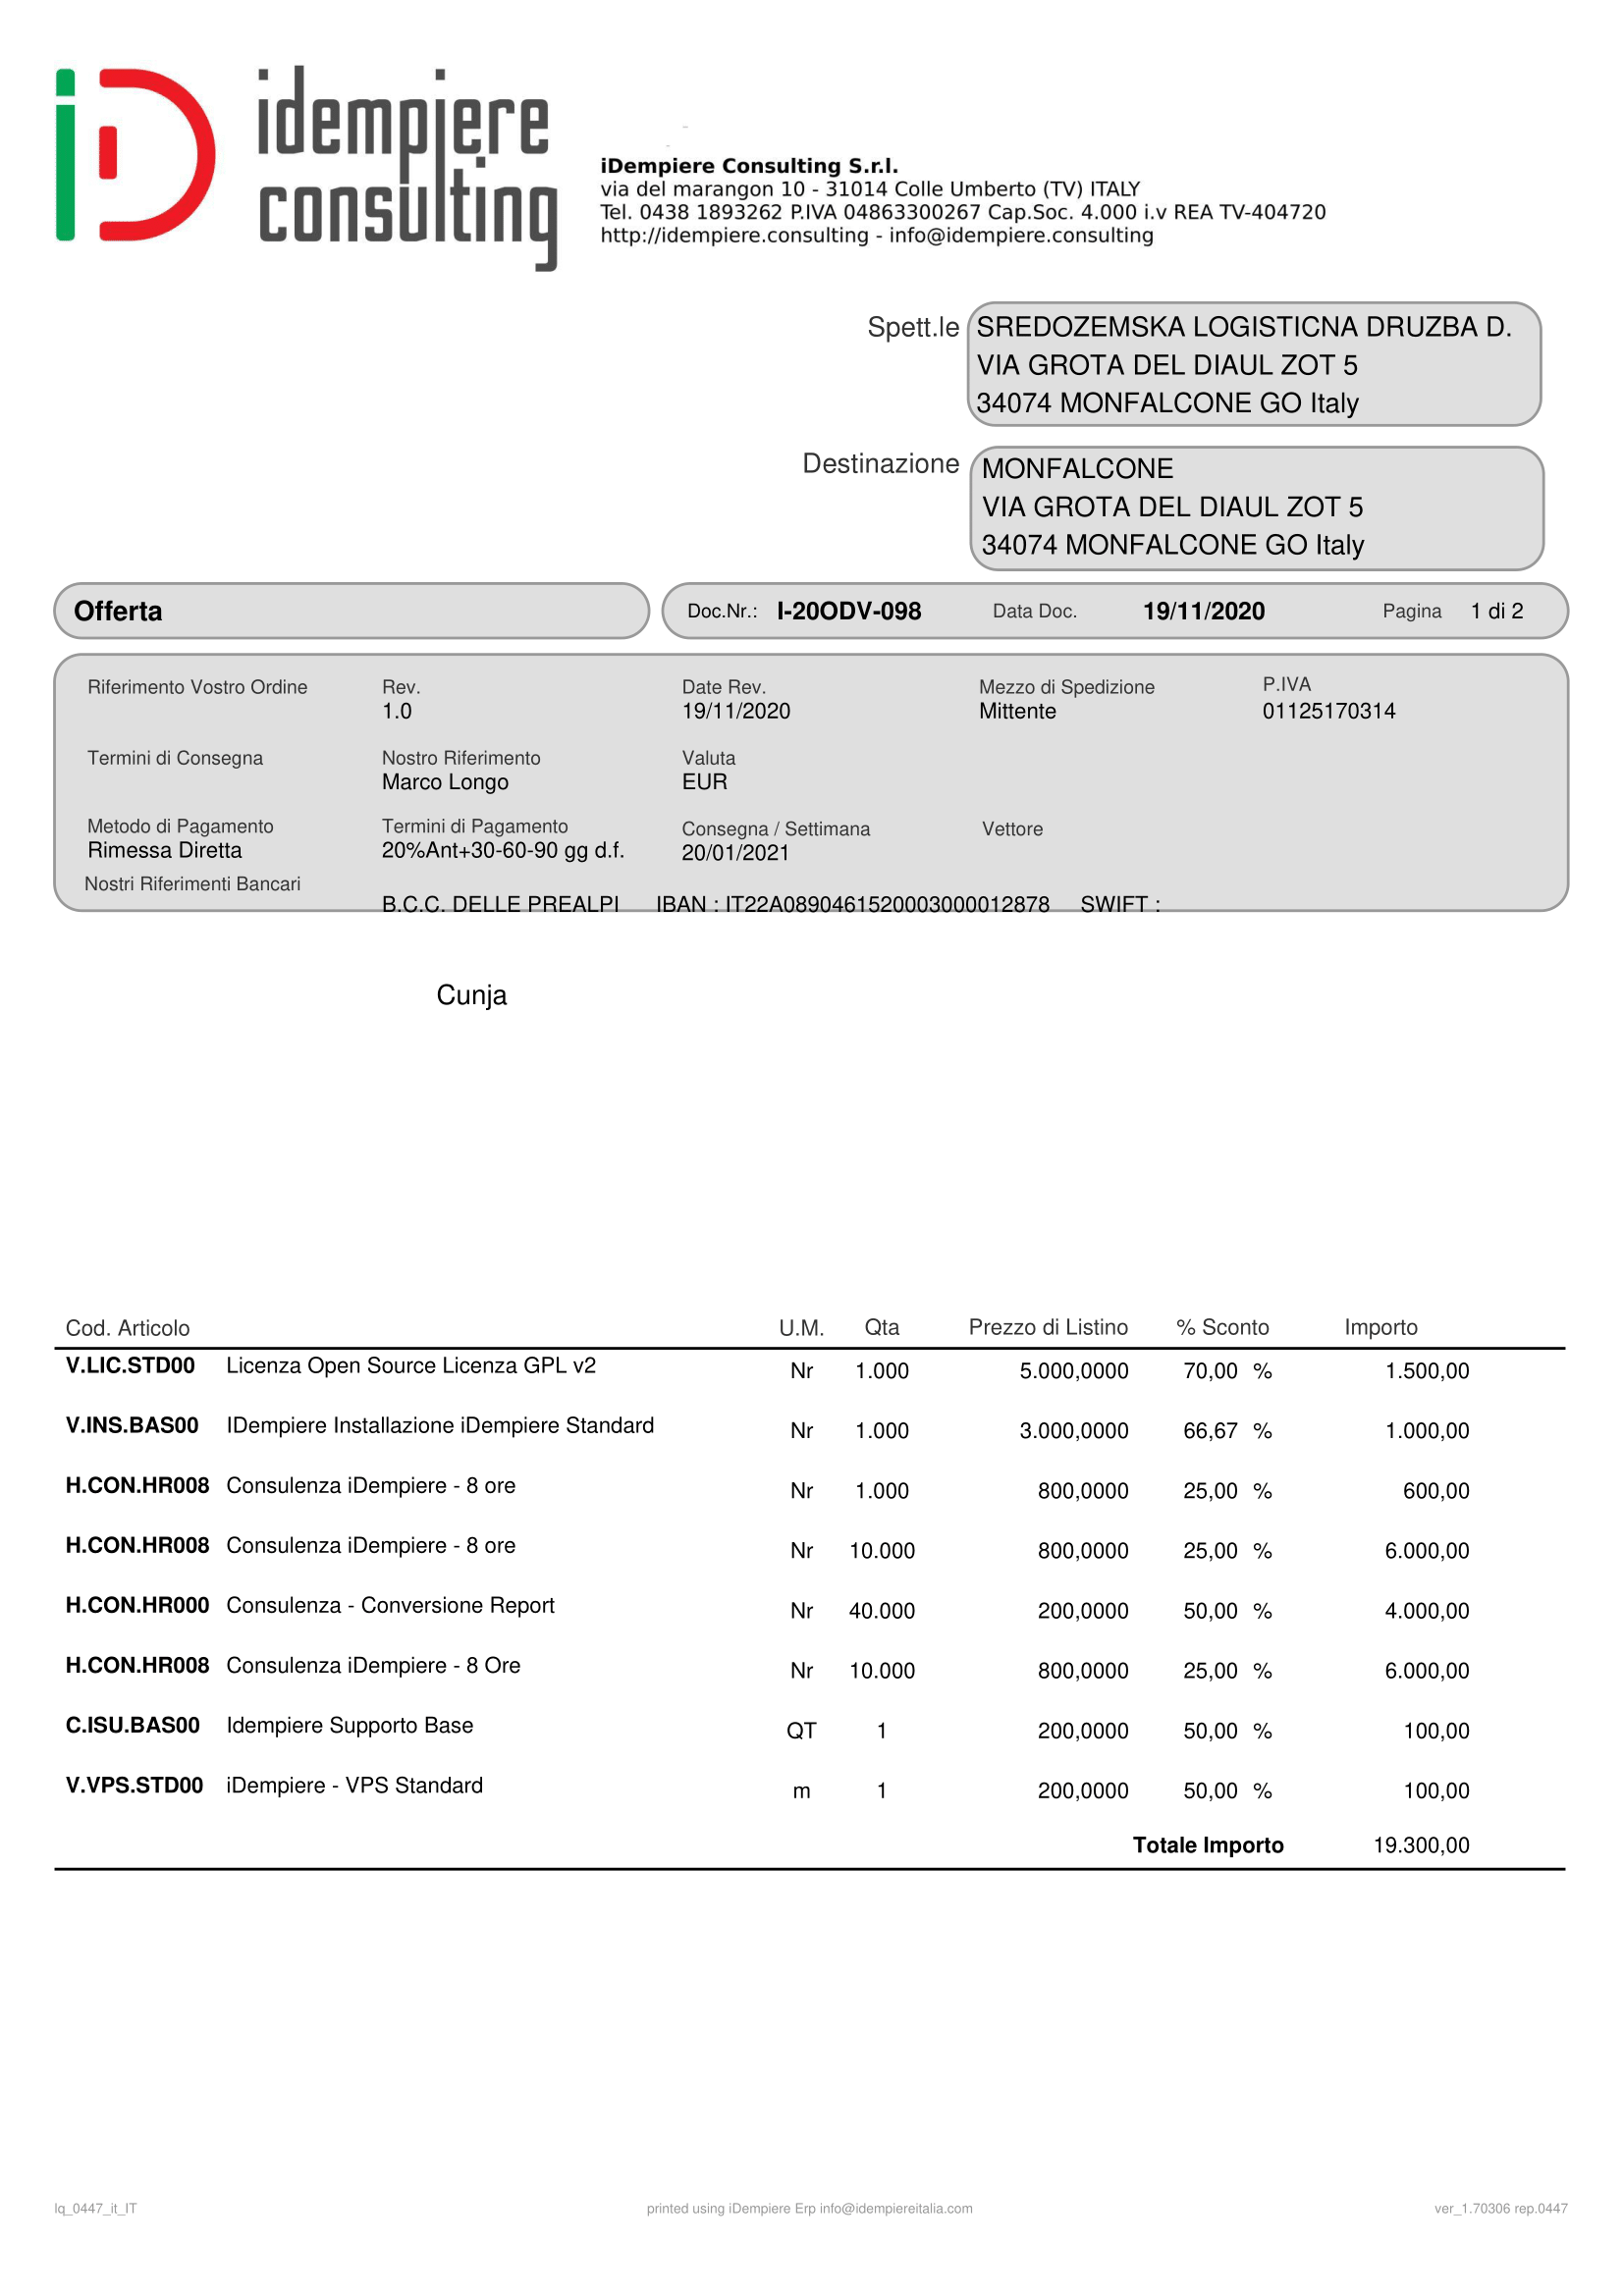 idempiere
consulting
iDempiere Consulting S.r.l.
via del marangon 10 - 31014 Colle Umberto (TV) ITALY
Tel. 0438 1893262 P.IVA 04863300267 Cap.Soc. 4.000 i.v REA TV-404720
http://idempiere.consulting - info@idempiere.consulting
Spett.le SREDOZEMSKA LOGISTICNA DRUZBA D.
VIA GROTA DEL DIAUL ZOT 5
34074 MONFALCONE GO Italy
Destinazione MONFALCONE
VIA GROTA DEL DIAUL ZOT 5
34074 MONFALCONE GO Italy
Offerta Doc.Nr.: I-20ODV-098 Data Doc. 19/11/2020 Pagina 1 di 2
Riferimento Vostro Ordine Rev. Date Rev. Mezzo di Spedizione P.IVA
1.0 19/11/2020 Mittente 01125170314
Termini di Consegna Nostro Riferimento Valuta
Marco Longo EUR
Metodo di Pagamento Termini di Pagamento Consegna / Settimana Vettore
Rimessa Diretta 20%Ant+30-60-90 gg d.f. 20/01/2021
Nostri Riferimenti Bancari
B.C.C. DELLE PREALPI IBAN : IT22A0890461520003000012878 SWIFT :
Cunja
Cod. Articolo U.M. Qta Prezzo di Listino % Sconto Importo
V.LIC.STD00 Licenza Open Source Licenza GPL v2 Nr 1.000 5.000,0000 70,00 % 1.500,00
V.INS.BAS00 IDempiere Installazione iDempiere Standard Nr 1.000 3.000,0000 66,67 % 1.000,00
H.CON.HR008 Consulenza iDempiere - 8 ore Nr 1.000 800,0000 25,00 % 600,00
H.CON.HR008 Consulenza iDempiere - 8 ore Nr 10.000 800,0000 25,00 % 6.000,00
H.CON.HR000 Consulenza - Conversione Report Nr 40.000 200,0000 50,00 % 4.000,00
H.CON.HR008 Consulenza iDempiere - 8 Ore Nr 10.000 800,0000 25,00 % 6.000,00
C.ISU.BAS00 Idempiere Supporto Base QT 1 200,0000 50,00 % 100,00
V.VPS.STD00 iDempiere - VPS Standard m 1 200,0000 50,00 % 100,00
Totale Importo 19.300,00
lq_0447_it_IT printed using iDempiere Erp info@idempiereitalia.com ver_1.70306 rep.0447